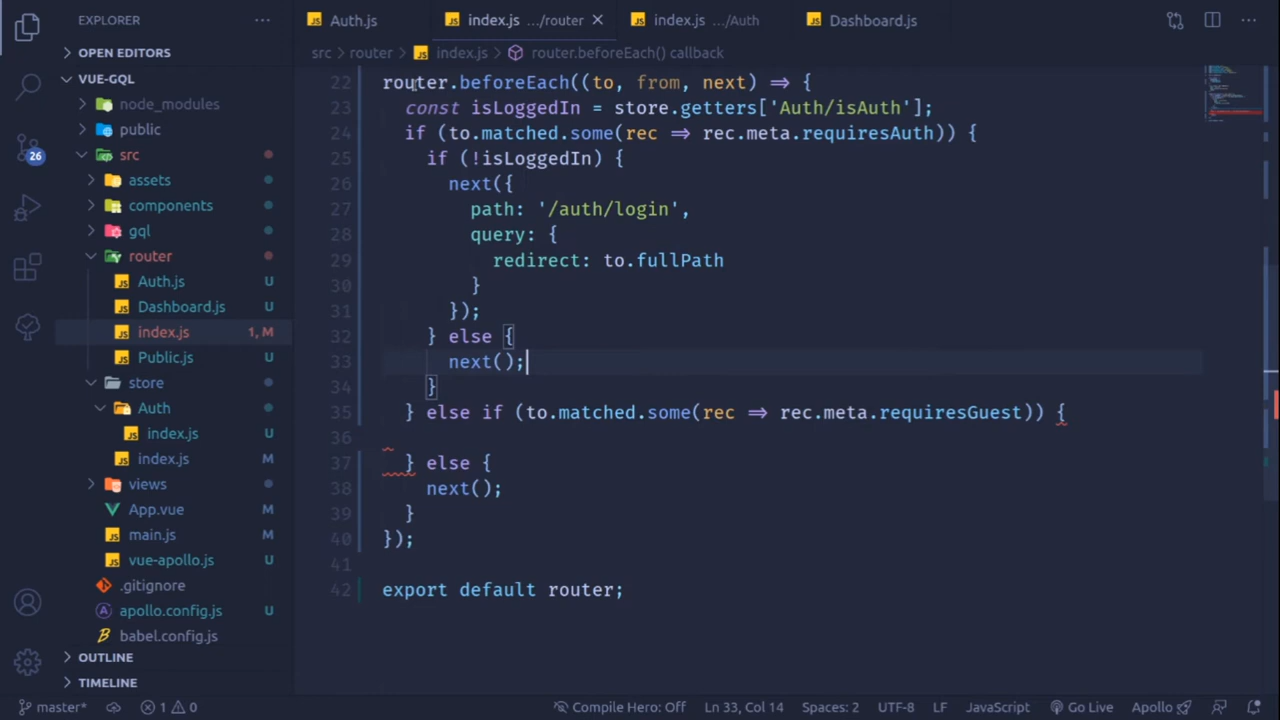 EXPLORER
Auth.js
index.js .../router
index.js .../Auth
Dashboard.js
src > router > index.js > router.beforeEach() callback
OPEN EDITORS
VUE-GQL
node_modules
public
src
assets
components
gql
router
Auth.js U
Dashboard.js U
index.js 1, M
Public.js U
store
Auth
index.js U
index.js M
views
App.vue M
main.js M
vue-apollo.js U
.gitignore
apollo.config.js U
babel.config.js
OUTLINE
TIMELINE
26
22 router.beforeEach((to, from, next) => {
23 const isLoggedIn = store.getters['Auth/isAuth'];
24 if (to.matched.some(rec => rec.meta.requiresAuth)) {
25 if (!isLoggedIn) {
26 next({
27 path: '/auth/login',
28 query: {
29 redirect: to.fullPath
30 }
31 });
32 } else {
33 next();
34 }
35 } else if (to.matched.some(rec => rec.meta.requiresGuest)) {
36
37 } else {
38 next();
39 }
40 });
41
42 export default router;
master* 1 0 Compile Hero: Off Ln 33, Col 14 Spaces: 2 UTF-8 LF JavaScript Go Live Apollo